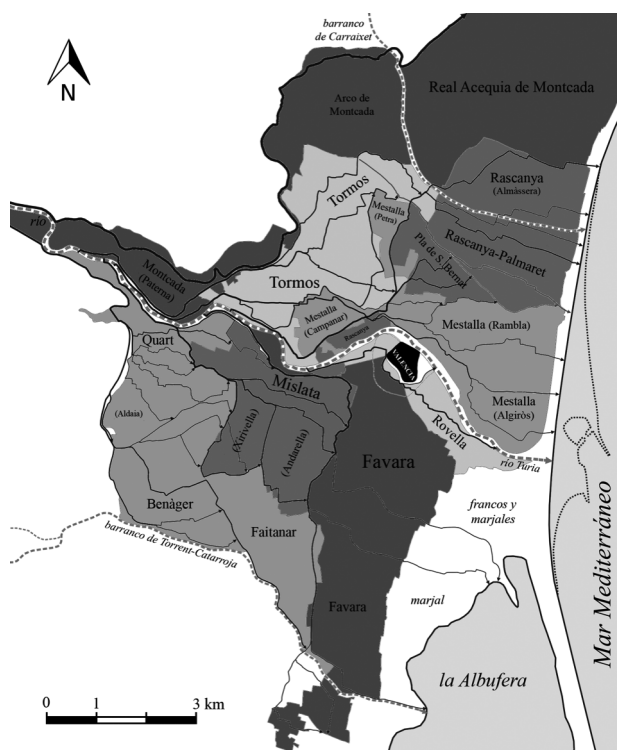 barranco
de Carraixet
N
Arco de
Montcada
Real Acequia de Montcada
Rascanya
(Almàssera)
Tormos
Mestalla
(Petra)
río
Rascanya-Palmaret
Pla de S. Bernat
Montcada
(Paterna)
Tormos
Mestalla
(Campanar)
Rascanya
Mestalla (Rambla)
Quart
VALENCIA
Mislata
Mestalla
(Algiròs)
(Aldaia)
(Xirivella)
(Andarella)
Rovella
Favara
río Turia
Benàger
Faitanar
francos y
marjales
barranco de Torrent-Catarroja
Favara
marjal
Mar Mediterráneo
la Albufera
0 1 3 km